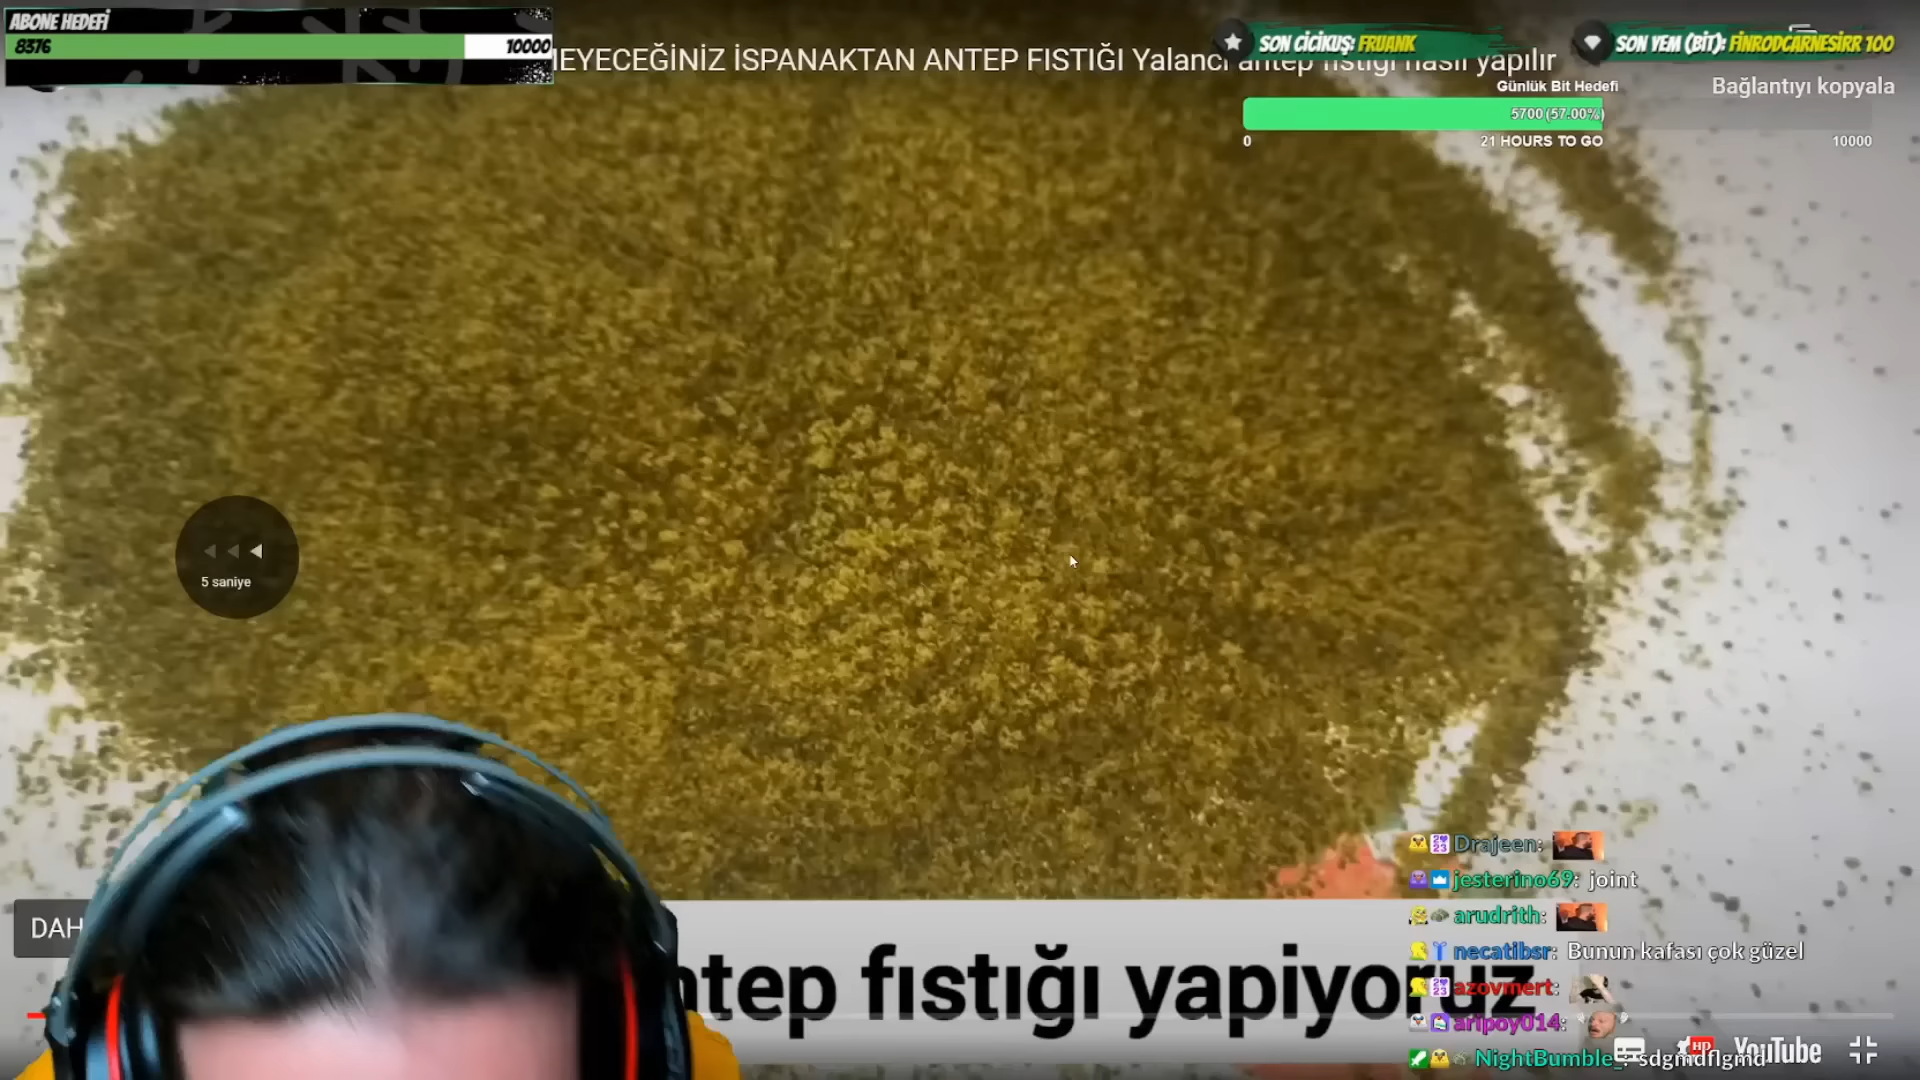 ABONE HEDEFİ
8376 10000
EYECEĞİNİZ İSPANAKTAN ANTEP FISTIĞI Yalancı antep fıstığı nasıl yapılır
SON CİCİKUŞ: FRUANK
SON YEM (BİT): FİNRODCARNESİRR 100
Bağlantıyı kopyala
Günlük Bit Hedefi
5700 (57.00%)
0 21 HOURS TO GO 10000
5 saniye
DAH
ntep fıstığı yapiyoruz
Drajeen:
jesterino69: joint
arudrith:
necatibsr: Bunun kafası çok güzel
azovmert:
aripoy014:
NightBumble_: sdgmdflgmd
HD
YouTube